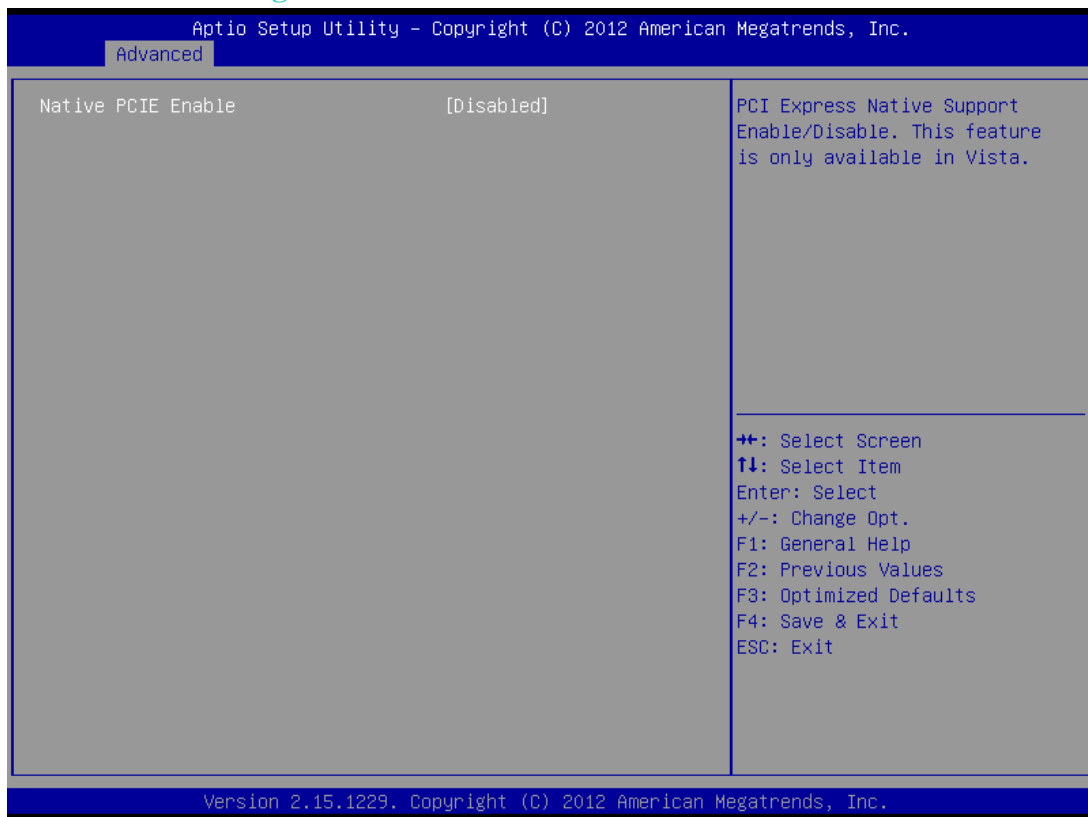 Aptio Setup Utility – Copyright (C) 2012 American Megatrends, Inc.
Advanced
Native PCIE Enable [Disabled]
PCI Express Native Support
Enable/Disable. This feature
is only available in Vista.
→←: Select Screen
↑↓: Select Item
Enter: Select
+/-: Change Opt.
F1: General Help
F2: Previous Values
F3: Optimized Defaults
F4: Save & Exit
ESC: Exit
Version 2.15.1229. Copyright (C) 2012 American Megatrends, Inc.